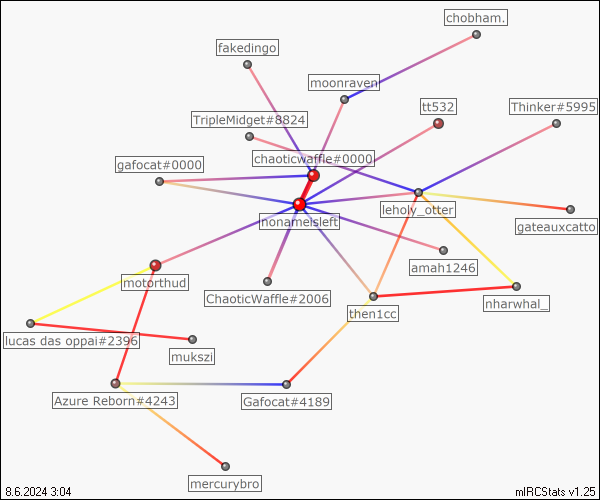 chobham.
fakedingo
moonraven
tt532
Thinker#5995
TripleMidget#8824
chaoticwaffle#0000
gafocat#0000
leholy_otter
nonameisleft
gateauxcatto
amah1246
motorthud
ChaoticWaffle#2006
nharwhal_
then1cc
lucas das oppai#2396
mukszi
Azure Reborn#4243
Gafocat#4189
mercurybro
8.6.2024 3:04
mIRCStats v1.25